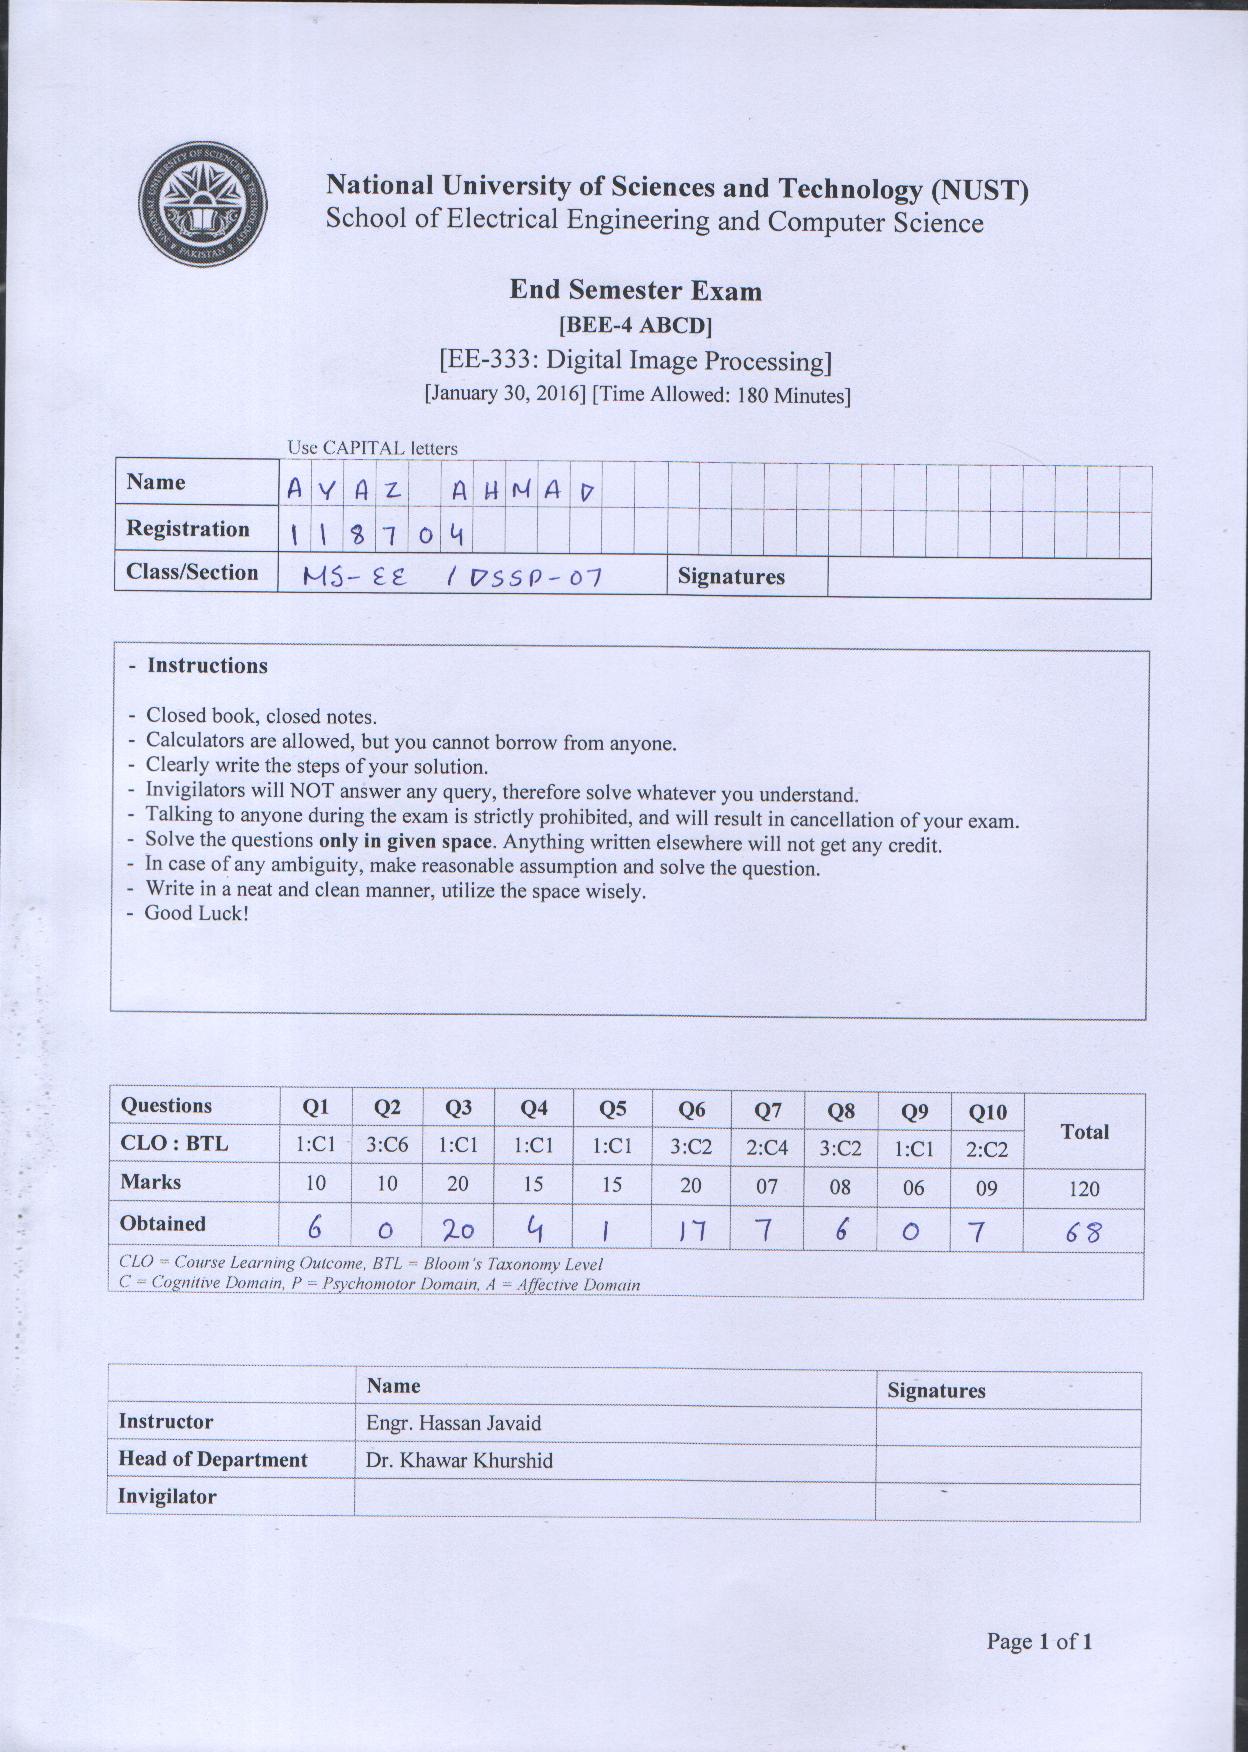 NATIONAL UNIVERSITY OF SCIENCES & TECHNOLOGY
PAKISTAN
National University of Sciences and Technology (NUST)
School of Electrical Engineering and Computer Science
End Semester Exam
[BEE-4 ABCD]
[EE-333: Digital Image Processing]
[January 30, 2016] [Time Allowed: 180 Minutes]
Use CAPITAL letters
Name AYAZ AHMAD
Registration 118704
Class/Section MS-EE / DSSP-07 Signatures
- Instructions
- Closed book, closed notes.
- Calculators are allowed, but you cannot borrow from anyone.
- Clearly write the steps of your solution.
- Invigilators will NOT answer any query, therefore solve whatever you understand.
- Talking to anyone during the exam is strictly prohibited, and will result in cancellation of your exam.
- Solve the questions only in given space. Anything written elsewhere will not get any credit.
- In case of any ambiguity, make reasonable assumption and solve the question.
- Write in a neat and clean manner, utilize the space wisely.
- Good Luck!
Questions Q1 Q2 Q3 Q4 Q5 Q6 Q7 Q8 Q9 Q10 Total
CLO : BTL 1:C1 3:C6 1:C1 1:C1 1:C1 3:C2 2:C4 3:C2 1:C1 2:C2
Marks 10 10 20 15 15 20 07 08 06 09 120
Obtained 6 0 20 4 1 17 7 6 0 7 68
CLO = Course Learning Outcome, BTL = Bloom's Taxonomy Level
C = Cognitive Domain, P = Psychomotor Domain, A = Affective Domain
Name Signatures
Instructor Engr. Hassan Javaid
Head of Department Dr. Khawar Khurshid
Invigilator
Page 1 of 1